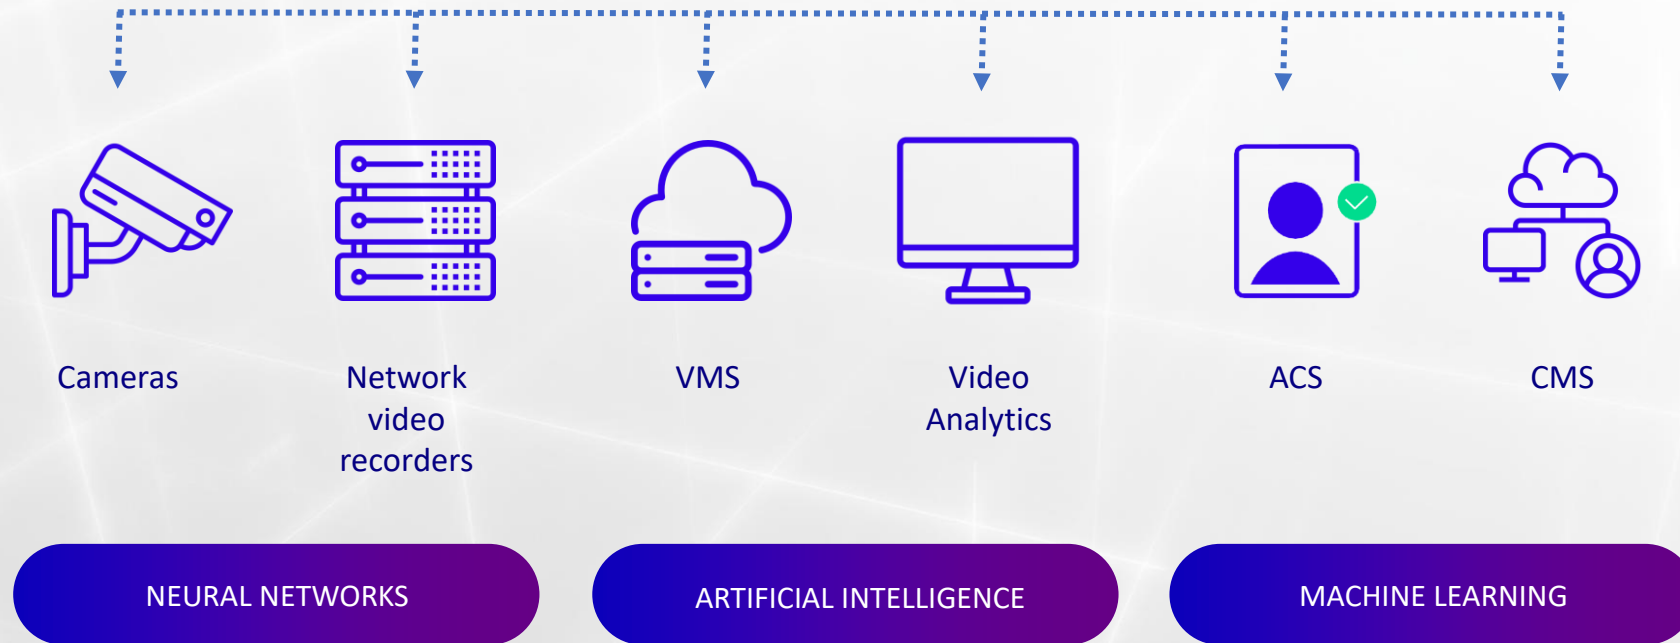 Cameras
Network
video
recorders
VMS
Video
Analytics
ACS
CMS
NEURAL NETWORKS
ARTIFICIAL INTELLIGENCE
MACHINE LEARNING